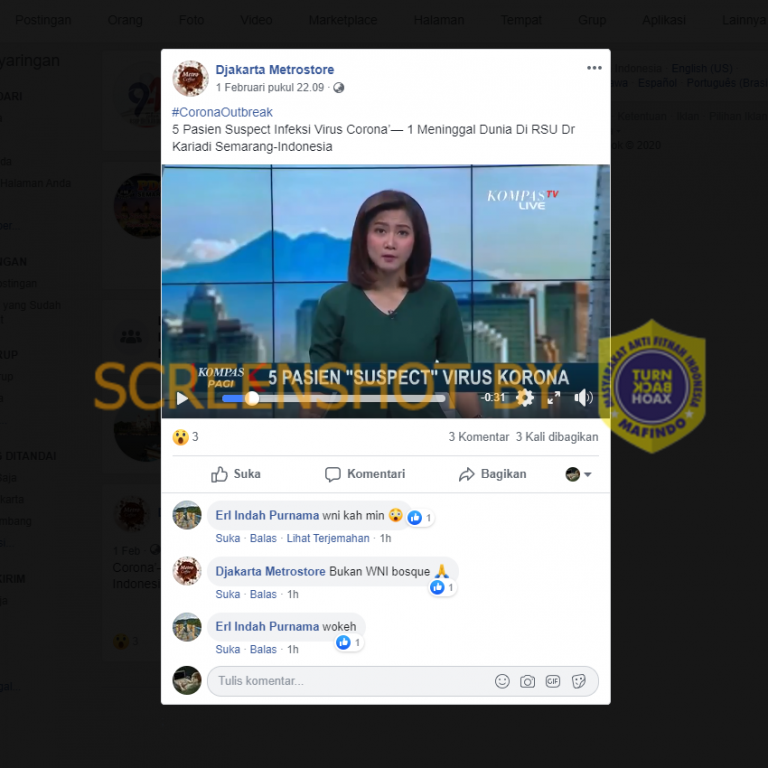 Postingan Orang Foto Video Marketplace Halaman Tempat Grup Aplikasi Lainnya
Djakarta Metrostore
1 Februari pukul 22.09 ·
#CoronaOutbreak
5 Pasien Suspect Infeksi Virus Corona'— 1 Meninggal Dunia Di RSU Dr
Kariadi Semarang-Indonesia
KOMPAS TV
LIVE
KOMPAS
PAGI
5 PASIEN "SUSPECT" VIRUS KORONA
-0:31
SCREENSHOT BY
MASYARAKAT ANTI FITNAH INDONESIA
TURN
BACK
HOAX
MAFINDO
3
3 Komentar 3 Kali dibagikan
Suka Komentari Bagikan
Erl Indah Purnama wni kah min 😭 1
Suka · Balas · Lihat Terjemahan · 1h
Djakarta Metrostore Bukan WNI bosque 🙏
1
Suka · Balas · 1h
Erl Indah Purnama wokeh
1
Suka · Balas · 1h
Tulis komentar...
GIF